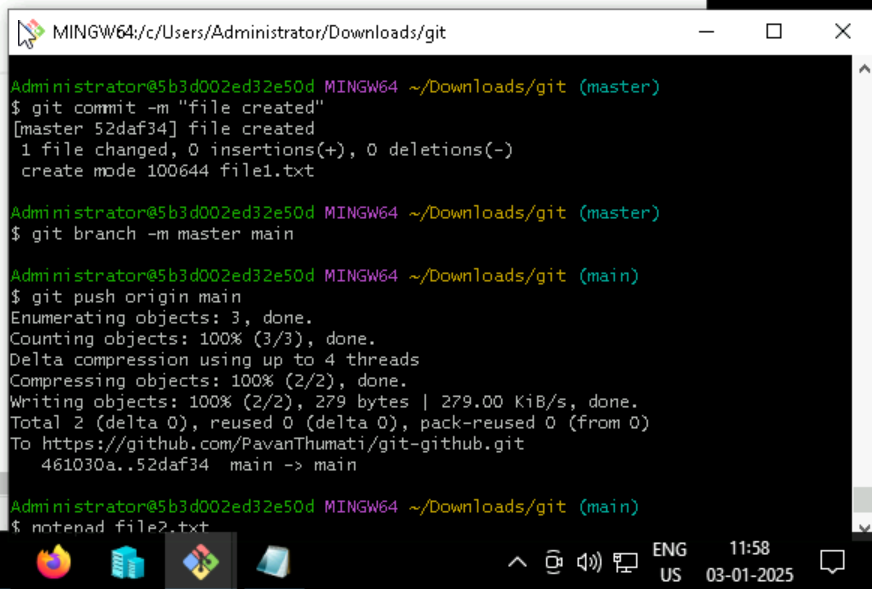 MINGW64:/c/Users/Administrator/Downloads/git
Administrator@5b3d002ed32e50d MINGW64 ~/Downloads/git (master)
$ git commit -m "file created"
[master 52daf34] file created
 1 file changed, 0 insertions(+), 0 deletions(-)
 create mode 100644 file1.txt
Administrator@5b3d002ed32e50d MINGW64 ~/Downloads/git (master)
$ git branch -m master main
Administrator@5b3d002ed32e50d MINGW64 ~/Downloads/git (main)
$ git push origin main
Enumerating objects: 3, done.
Counting objects: 100% (3/3), done.
Delta compression using up to 4 threads
Compressing objects: 100% (2/2), done.
Writing objects: 100% (2/2), 279 bytes | 279.00 KiB/s, done.
Total 2 (delta 0), reused 0 (delta 0), pack-reused 0 (from 0)
To https://github.com/PavanThumati/git-github.git
   461030a..52daf34  main -> main
Administrator@5b3d002ed32e50d MINGW64 ~/Downloads/git (main)
$ notepad file2.txt
ENG
US
11:58
03-01-2025